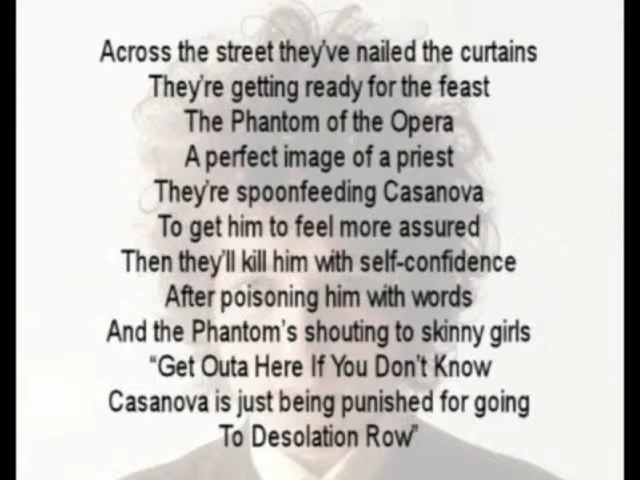 Across the street they've nailed the curtains
They're getting ready for the feast
The Phantom of the Opera
A perfect image of a priest
They're spoonfeeding Casanova
To get him to feel more assured
Then they'll kill him with self-confidence
After poisoning him with words
And the Phantom's shouting to skinny girls
“Get Outa Here If You Don't Know
Casanova is just being punished for going
To Desolation Row”